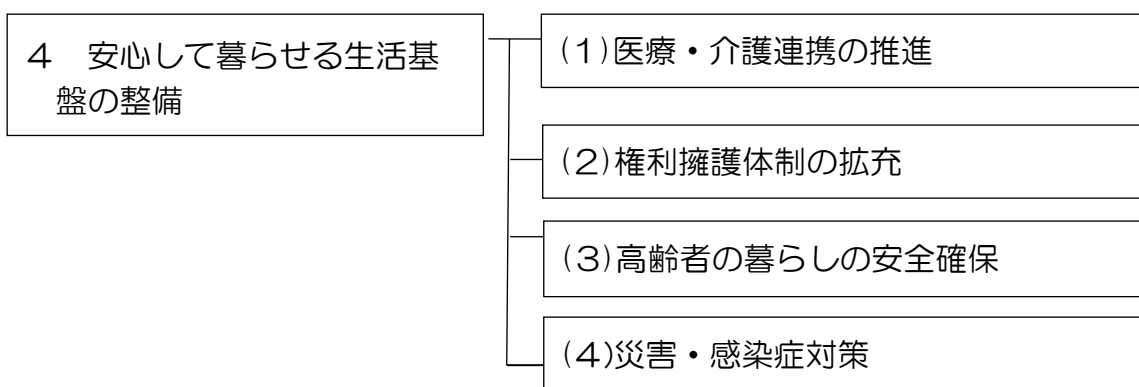 4　安心して暮らせる生活基
盤の整備
(1)医療・介護連携の推進
(2)権利擁護体制の拡充
(3)高齢者の暮らしの安全確保
(4)災害・感染症対策